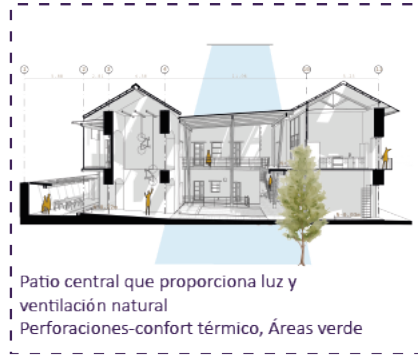 Patio central que proporciona luz y
ventilación natural
Perforaciones-confort térmico, Áreas verde